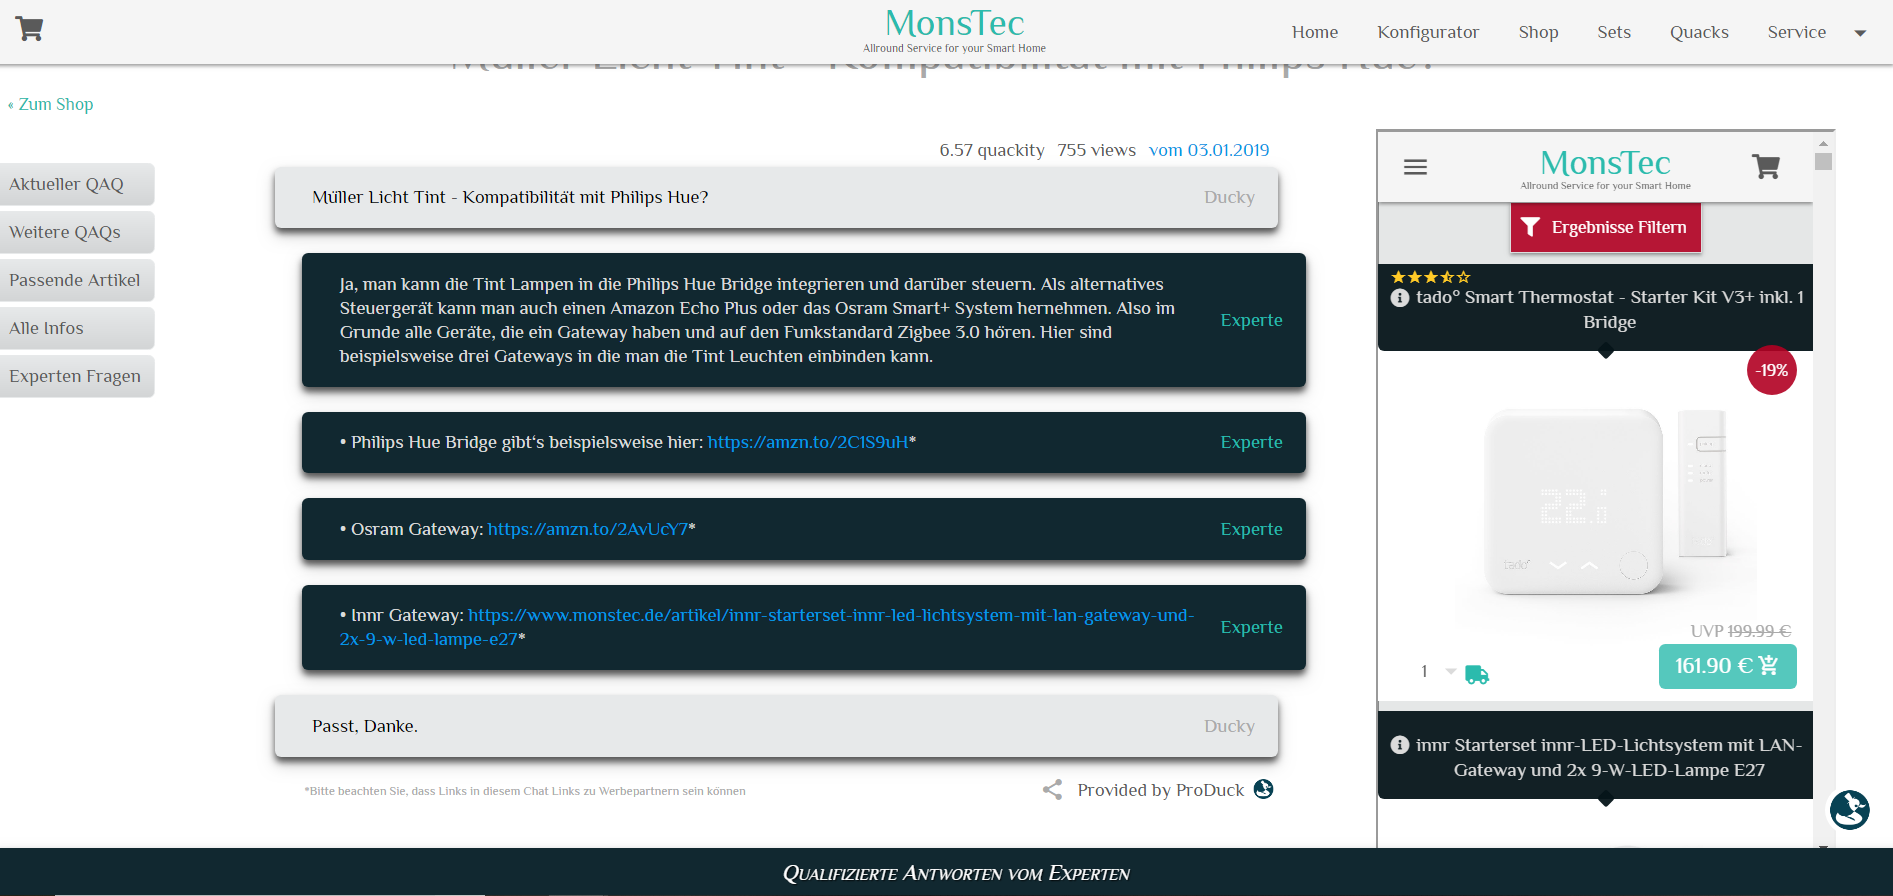 MonsTec
Allround Service for your Smart Home
Home Konfigurator Shop Sets Quacks Service
Müller Licht Tint - Kompatibilität mit Philips Hue?
« Zum Shop
Aktueller QAQ
Weitere QAQs
Passende Artikel
Alle Infos
Experten Fragen
6.57 quackity 755 views vom 03.01.2019
Müller Licht Tint - Kompatibilität mit Philips Hue? Ducky
Ja, man kann die Tint Lampen in die Philips Hue Bridge integrieren und darüber steuern. Als alternatives
Steuergerät kann man auch einen Amazon Echo Plus oder das Osram Smart+ System hernehmen. Also im
Grunde alle Geräte, die ein Gateway haben und auf den Funkstandard Zigbee 3.0 hören. Hier sind
beispielsweise drei Gateways in die man die Tint Leuchten einbinden kann.
Experte
• Philips Hue Bridge gibt's beispielsweise hier: https://amzn.to/2C1S9uH* Experte
• Osram Gateway: https://amzn.to/2AvUcY7* Experte
• Innr Gateway: https://www.monstec.de/artikel/innr-starterset-innr-led-lichtsystem-mit-lan-gateway-und-
2x-9-w-led-lampe-e27*
Experte
Passt, Danke. Ducky
*Bitte beachten Sie, dass Links in diesem Chat Links zu Werbepartnern sein können
Provided by ProDuck
MonsTec
Allround Service for your Smart Home
Ergebnisse Filtern
tado° Smart Thermostat - Starter Kit V3+ inkl. 1
Bridge
-19%
22.
tado°
UVP 199.99 €
1
161.90 €
innr Starterset innr-LED-Lichtsystem mit LAN-
Gateway und 2x 9-W-LED-Lampe E27
Qualifizierte Antworten vom Experten